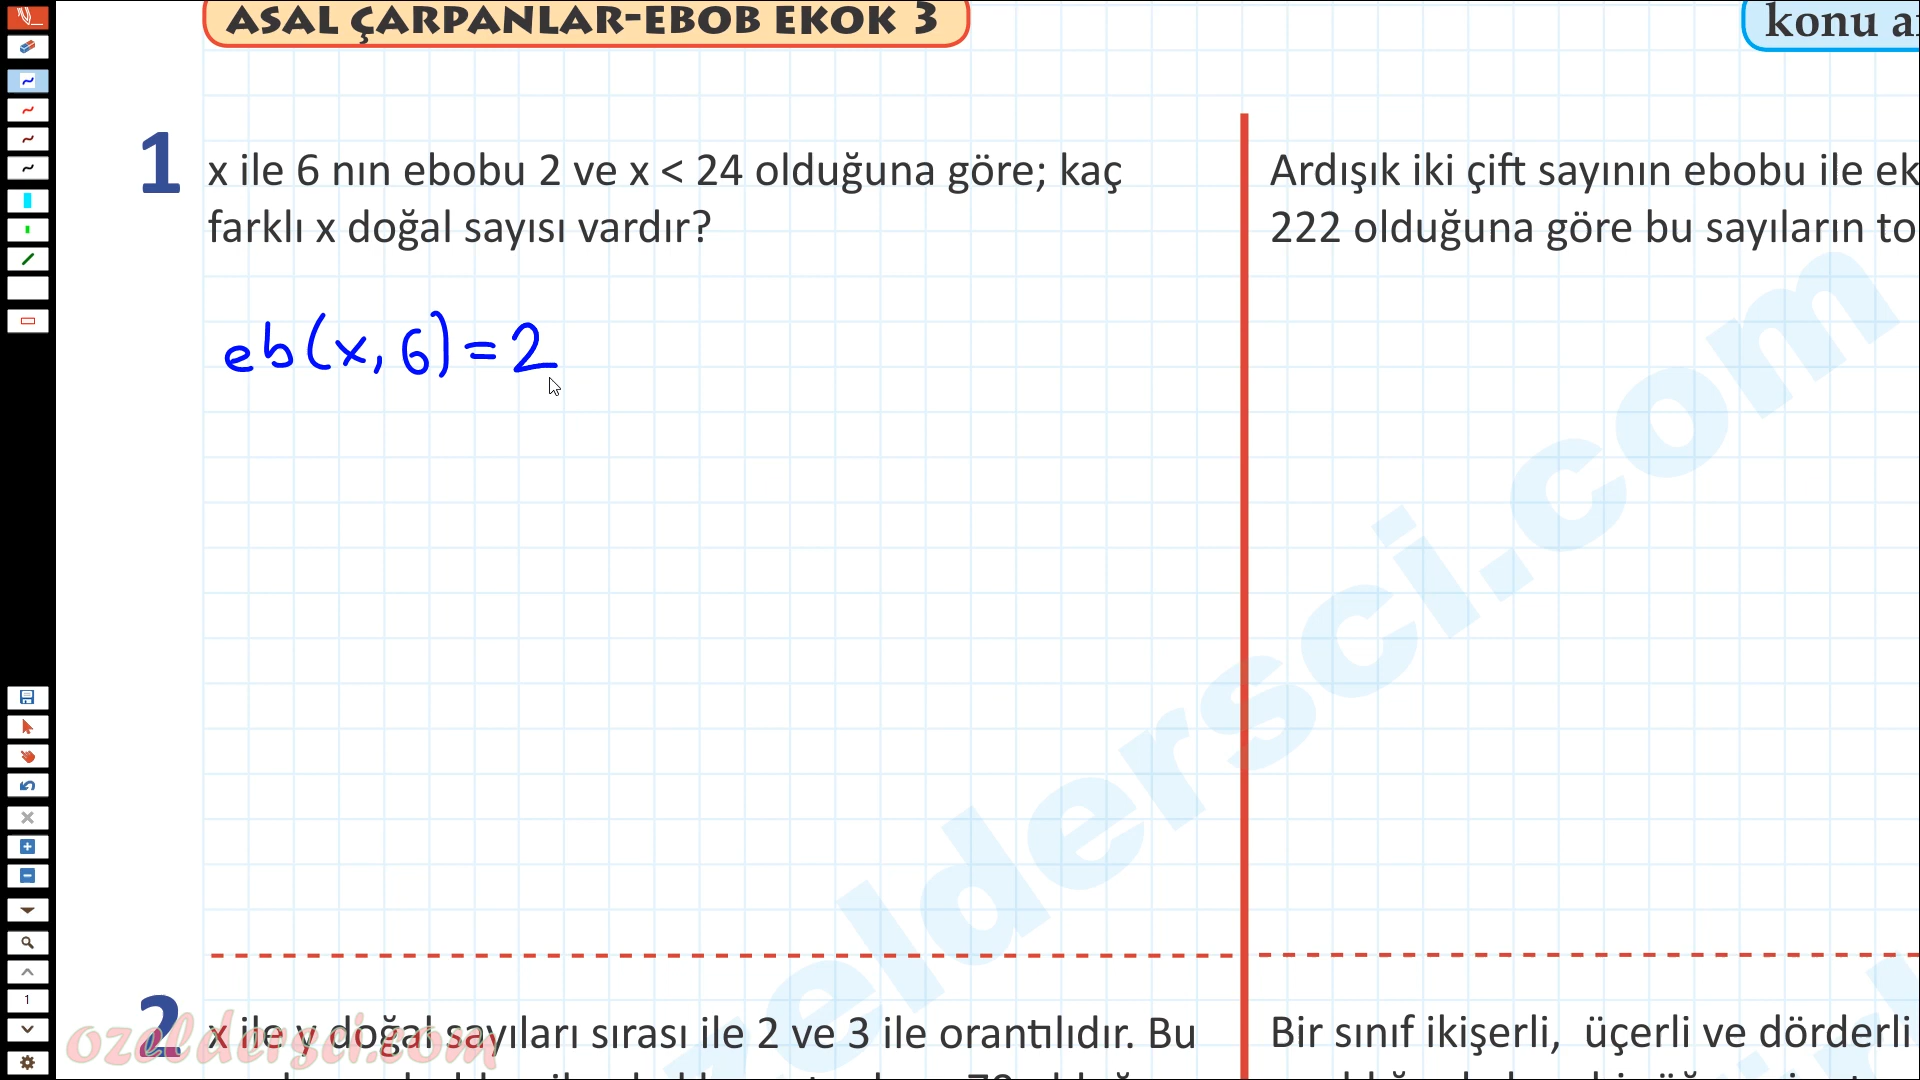 ASAL ÇARPANLAR-EBOB EKOK 3
konu
1
x ile 6 nın ebobu 2 ve x < 24 olduğuna göre; kaç
farklı x doğal sayısı vardır?
eb(x,6)=2
Ardışık iki çift sayının ebobu ile ek
222 olduğuna göre bu sayıların to
ozeldersci.com
2
x ile y doğal sayıları sırası ile 2 ve 3 ile orantılıdır. Bu
Bir sınıf ikişerli, üçerli ve dörderli
1
ozeldersci.com